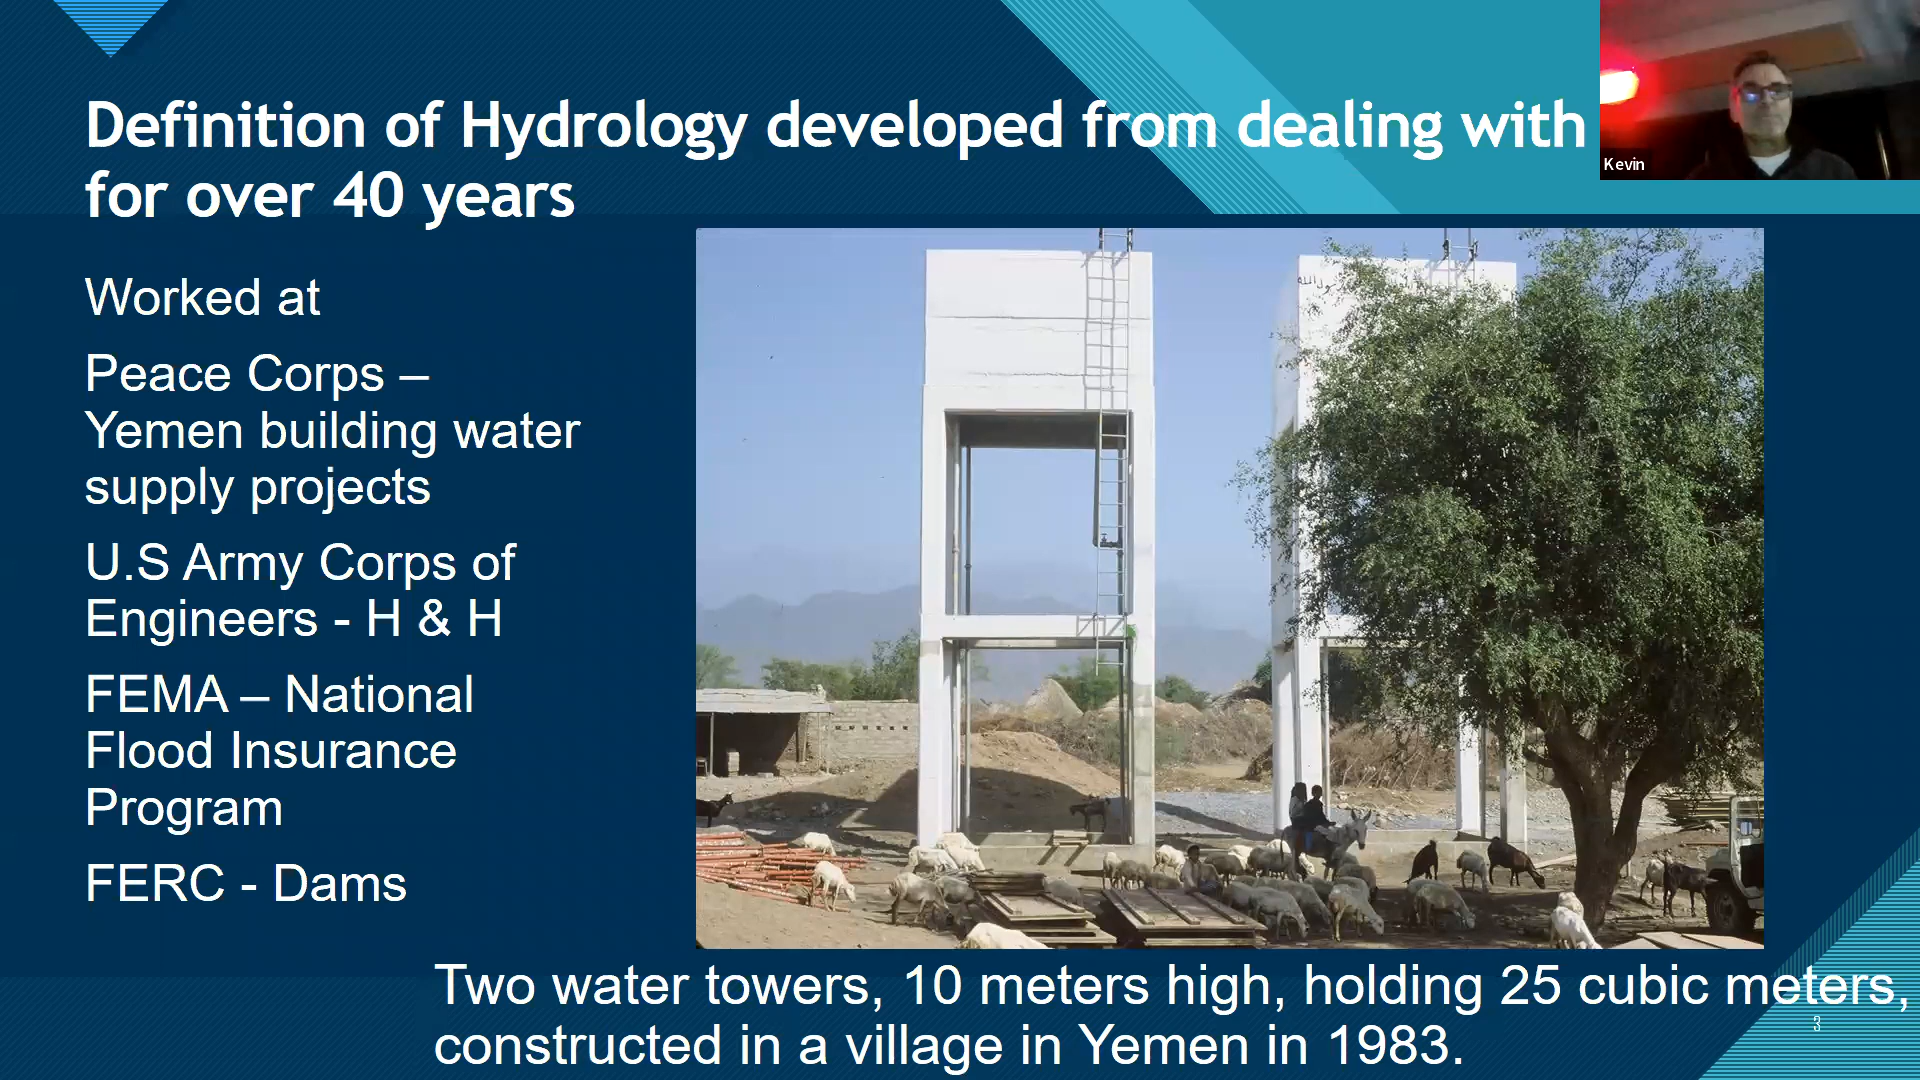 Definition of Hydrology developed from dealing with
for over 40 years
Kevin
Worked at
Peace Corps –
Yemen building water
supply projects
U.S Army Corps of
Engineers - H & H
FEMA – National
Flood Insurance
Program
FERC - Dams
Two water towers, 10 meters high, holding 25 cubic meters,
constructed in a village in Yemen in 1983.
3